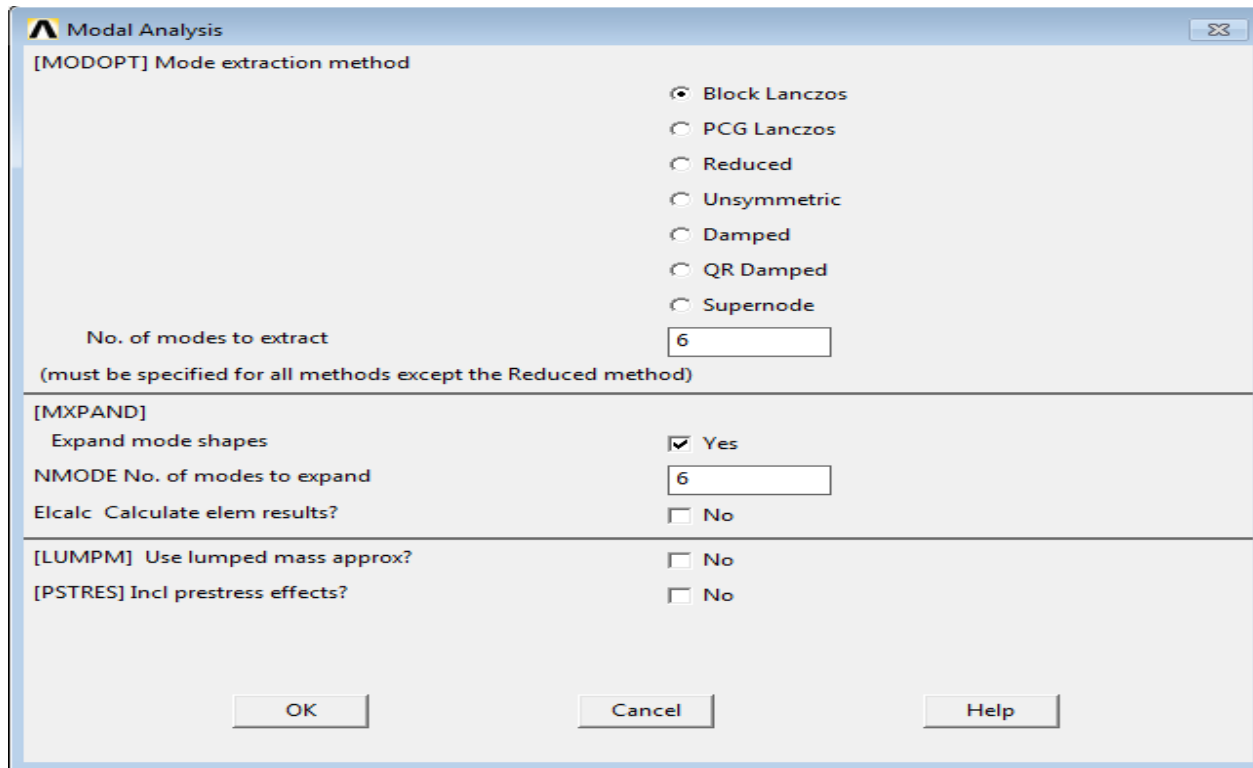 Modal Analysis
[MODOPT] Mode extraction method
Block Lanczos
PCG Lanczos
Reduced
Unsymmetric
Damped
QR Damped
Supernode
No. of modes to extract 6
(must be specified for all methods except the Reduced method)
[MXPAND]
Expand mode shapes Yes
NMODE No. of modes to expand 6
Elcalc Calculate elem results? No
[LUMPM] Use lumped mass approx? No
[PSTRES] Incl prestress effects? No
OK Cancel Help